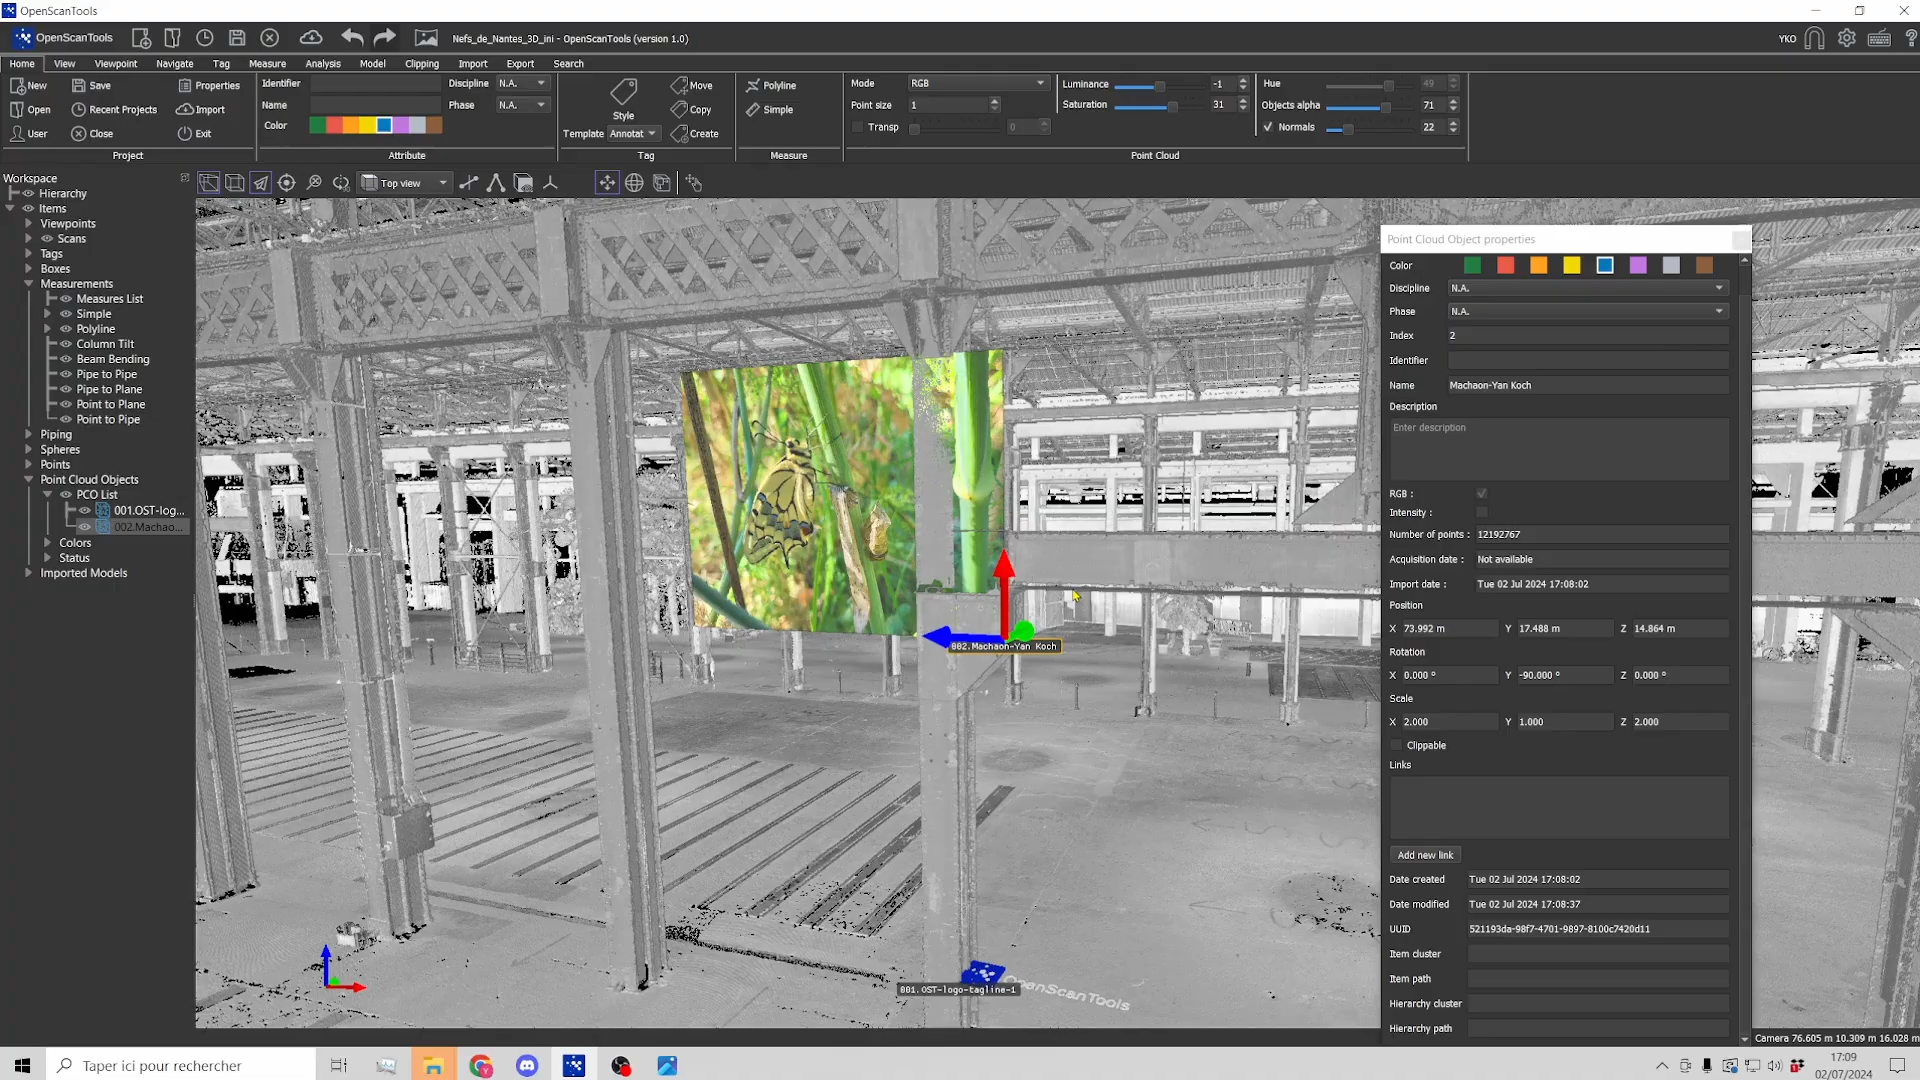 OpenScanTools
OpenScanTools
Nefs_de_Nantes_3D_ini - OpenScanTools (version 1.0)
YKO
Home View Viewpoint Navigate Tag Measure Analysis Model Clipping Import Export Search
New Save Properties
Open Recent Projects Import
User Close Exit
Project
Identifier Discipline N.A.
Name Phase N.A.
Color
Attribute
Style
Move
Copy
Template Annotat Create
Tag
Polyline
Simple
Measure
Mode RGB
Point size 1
Transp 0
Luminance -1
Saturation 31
Hue 49
Objects alpha 71
Normals 22
Point Cloud
Top view
Workspace
Hierarchy
Items
Viewpoints
Scans
Tags
Boxes
Measurements
Measures List
Simple
Polyline
Column Tilt
Beam Bending
Pipe to Pipe
Pipe to Plane
Point to Plane
Point to Pipe
Piping
Spheres
Points
Point Cloud Objects
PCO List
001.OST-log...
002.Machao...
Colors
Status
Imported Models
002.Machaon-Yan Koch
001.OST-logo-tagline-1
OpenScanTools
Point Cloud Object properties
Color
Discipline N.A.
Phase N.A.
Index 2
Identifier
Name Machaon-Yan Koch
Description
Enter description
RGB :
Intensity :
Number of points : 12192767
Acquisition date : Not available
Import date : Tue 02 Jul 2024 17:08:02
Position
X 73.992 m Y 17.488 m Z 14.864 m
Rotation
X 0.000 ° Y -90.000 ° Z 0.000 °
Scale
X 2.000 Y 1.000 Z 2.000
Clippable
Links
Add new link
Date created Tue 02 Jul 2024 17:08:02
Date modified Tue 02 Jul 2024 17:08:37
UUID 521193da-98f7-4701-9897-8100c7420d11
Item cluster
Item path
Hierarchy cluster
Hierarchy path
Camera 76.605 m 10.309 m 16.028 m
Taper ici pour rechercher
17:09
02/07/2024